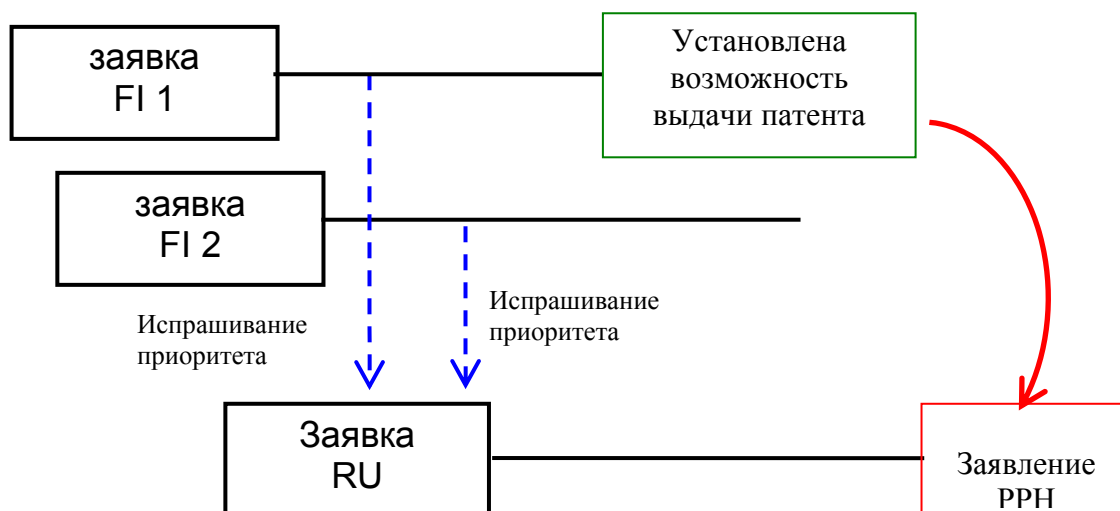 заявка
FI 1
Установлена
возможность
выдачи патента
заявка
FI 2
Испрашивание
приоритета
Испрашивание
приоритета
Заявка
RU
Заявление
PPH